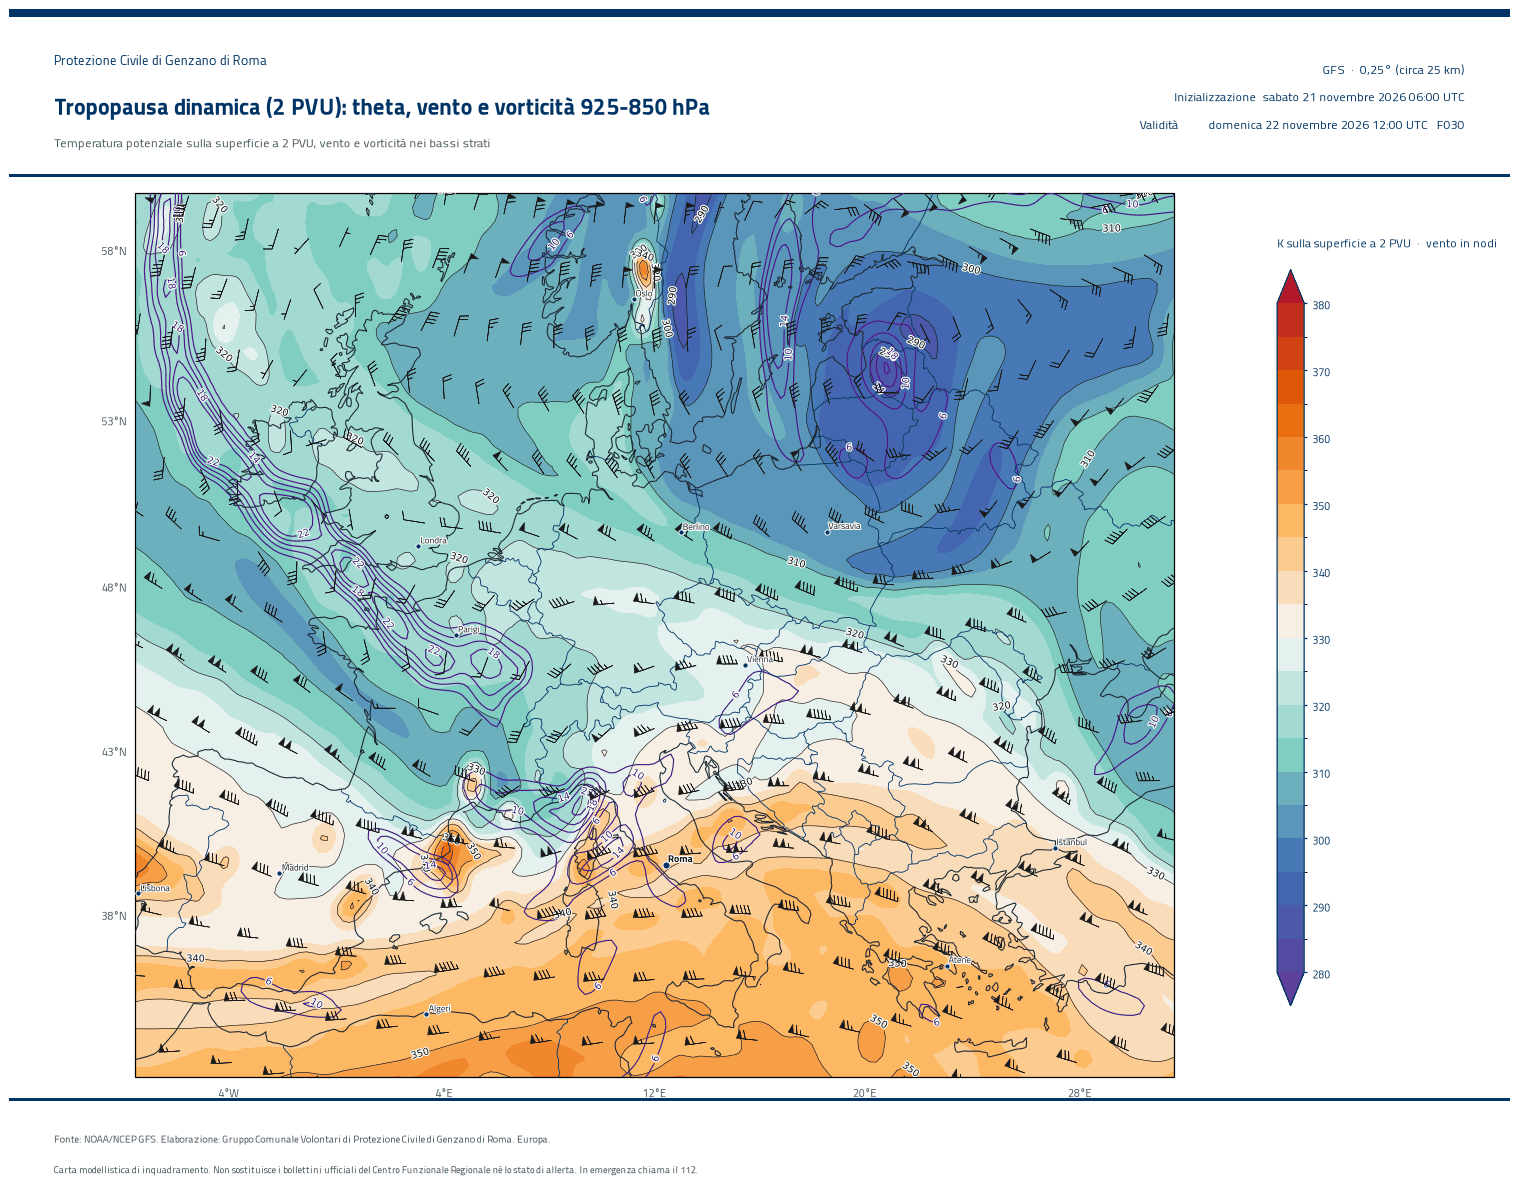 Protezione Civile di Genzano di Roma
Tropopausa dinamica (2 PVU): theta, vento e vorticità 925-850 hPa
Temperatura potenziale sulla superficie a 2 PVU, vento e vorticità nei bassi strati
GFS · 0,25° (circa 25 km)
Inizializzazione sabato 21 novembre 2026 06:00 UTC
Validità domenica 22 novembre 2026 12:00 UTC F030
K sulla superficie a 2 PVU · vento in nodi
380
370
360
350
340
330
320
310
300
290
280
58°N
53°N
48°N
43°N
38°N
4°W
4°E
12°E
20°E
28°E
Oslo
Londra
Berlino
Varsavia
Parigi
Vienna
Madrid
Lisbona
Roma
Istanbul
Atene
Algeri
Fonte: NOAA/NCEP GFS. Elaborazione: Gruppo Comunale Volontari di Protezione Civile di Genzano di Roma. Europa.
Carta modellistica di inquadramento. Non sostituisce i bollettini ufficiali del Centro Funzionale Regionale né lo stato di allerta. In emergenza chiama il 112.